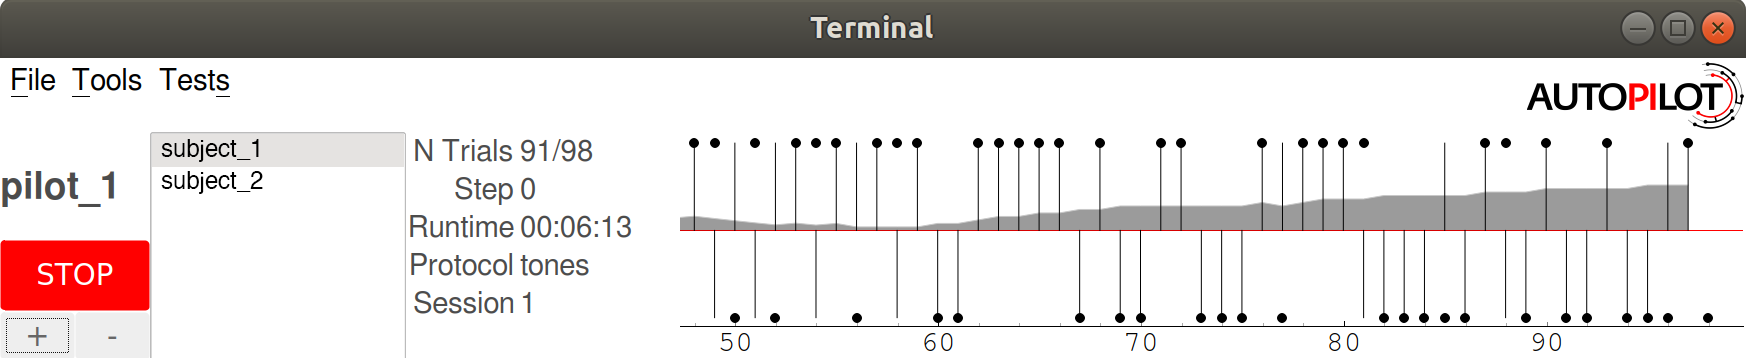 Terminal
File Tools Tests
AUTOPILOT
pilot_1
STOP
+ -
subject_1
subject_2
N Trials 91/98
Step 0
Runtime 00:06:13
Protocol tones
Session 1
50 60 70 80 90